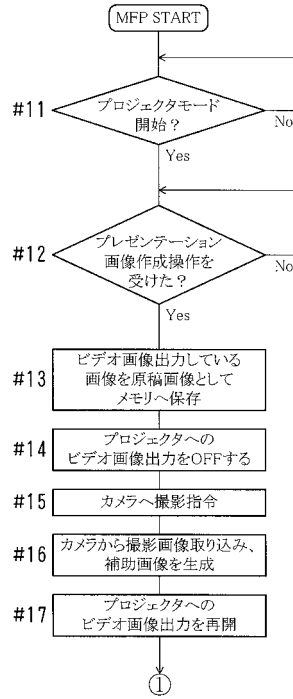 MFP START
#11
プロジェクタモード
開始？
No
Yes
#12
プレゼンテーション
画像作成操作を
受けた？
No
Yes
#13
ビデオ画像出力している
画像を原稿画像として
メモリへ保存
#14
プロジェクタへの
ビデオ画像出力をOFFする
#15
カメラへ撮影指令
#16
カメラから撮影画像取り込み、
補助画像を生成
#17
プロジェクタへの
ビデオ画像出力を再開
①